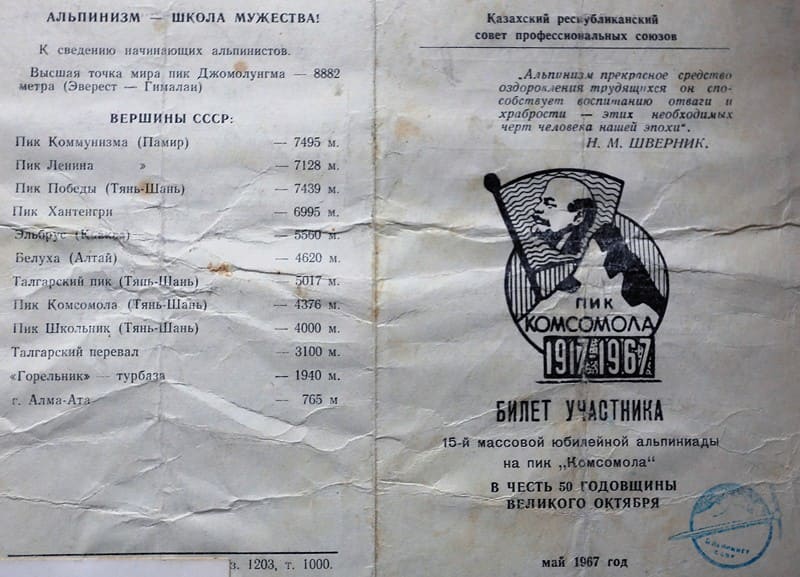 АЛЬПИНИЗМ — ШКОЛА МУЖЕСТВА!
К сведению начинающих альпинистов.
Высшая точка мира пик Джомолунгма — 8882
метра (Эверест — Гималаи)
ВЕРШИНЫ СССР:
Пик Коммунизма (Памир) — 7495 м.
Пик Ленина » — 7128 м.
Пик Победы (Тянь-Шань) — 7439 м.
Пик Хантенгри — 6995 м.
Эльбрус (Кавказ) 5560 м.
Белуха (Алтай) — 4620 м.
Талгарский пик (Тянь-Шань) 5017 м.
Пик Комсомола (Тянь-Шань) — 4376 м.
Пик Школьник (Тянь-Шань) — 4000 м.
Талгарский перевал — 3100 м.
«Горельник» — турбаза — 1940 м.
г. Алма-Ата — 765 м
з. 1203, т. 1000.
Казахский республиканский
совет профессиональных союзов
„Альпинизм прекрасное средство
оздоровления трудящихся он спо-
собствует воспитанию отваги и
храбрости — этих необходимых
черт человека нашей эпохи“.
Н. М. ШВЕРНИК.
ПИК
КОМСОМОЛА
1917-1967
БИЛЕТ УЧАСТНИКА
15-й массовой юбилейной альпиниады
на пик „Комсомола“
В ЧЕСТЬ 50 ГОДОВЩИНЫ
ВЕЛИКОГО ОКТЯБРЯ
май 1967 год